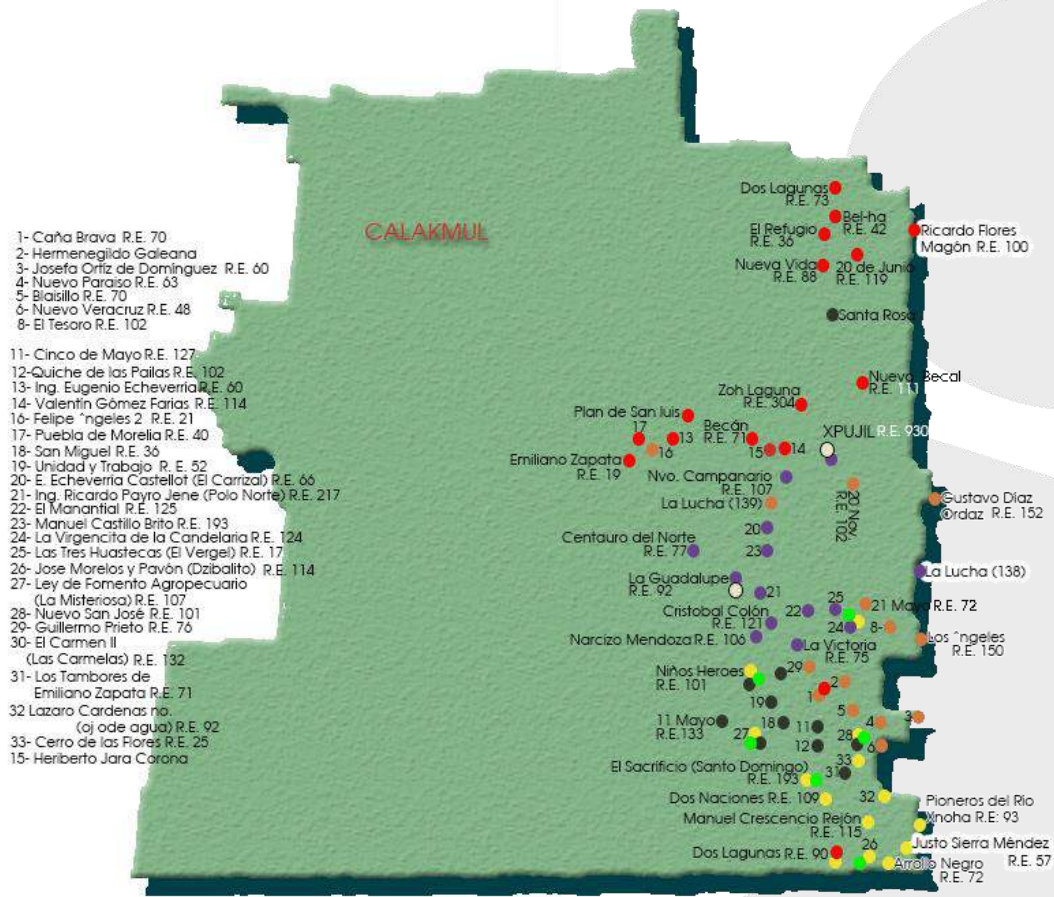 CALAKMUL
1- Caña Brava R.E. 70
2- Hermenegildo Galeana
3- Josefa Ortíz de Domínguez R.E. 60
4- Nuevo Paraiso R.E. 63
5- Blaisillo R.E. 70
6- Nuevo Veracruz R.E. 48
8- El Tesoro R.E. 102
11- Cinco de Mayo R.E. 127
12- Quiche de las Pailas R.E. 102
13- Ing. Eugenio Echeverría R.E. 60
14- Valentín Gómez Farias R.E. 114
16- Felipe ^ngeles 2 R.E. 21
17- Puebla de Morelia R.E. 40
18- San Miguel R.E. 36
19- Unidad y Trabajo R. E. 52
20- E. Echeverría Castellot (El Carrizal) R.E. 66
21- Ing. Ricardo Payro Jene (Polo Norte) R.E. 217
22- El Manantial R.E. 125
23- Manuel Castillo Brito R.E. 193
24- La Virgencita de la Candelaria R.E. 124
25- Las Tres Huastecas (El Vergel) R.E. 17
26- Jose Morelos y Pavón (Dzibalito) R.E. 114
27- Ley de Fomento Agropecuario
(La Misteriosa) R.E. 107
28- Nuevo San José R.E. 101
29- Guillermo Prieto R.E. 76
30- El Carmen II
(Las Carmelas) R.E. 132
31- Los Tambores de
Emiliano Zapata R.E. 71
32 Lazaro Cardenas no.
(oj ode agua) R.E. 92
33- Cerro de las Flores R.E. 25
15- Heriberto Jara Corona
Dos Lagunas
R.E. 73
Bel-ha
R.E. 42
El Refugio
R.E. 36
Ricardo Flores
Magón R.E. 100
Nueva Vida
R.E. 88
20 de Junio
R.E. 119
Santa Rosa
Nuevo Becal
R.E. 111
Zoh Laguna
R.E. 304
Plan de San luis
17
13
16
Becán
R.E. 71
15
14
XPUJIL R.E. 930
Emiliano Zapata
R.E. 19
Nvo. Campanario
R.E. 107
20 Nov.
R.E. 102
Gustavo Díaz
Ordaz R.E. 152
La Lucha (139)
20
Centauro del Norte
R.E. 77
23
La Lucha (138)
La Guadalupe
R.E. 92
21
25
21 Mayo R.E. 72
Cristobal Colón
R.E. 121
22
24
8-
Narcizo Mendoza R.E. 106
La Victoria
R.E. 75
Los ^ngeles
R.E. 150
Niños Heroes
R.E. 101
29
2
1
19
5
11 Mayo
R.E.133
18
11
4
3
27
12
28
6
33
El Sacrificio (Santo Domingo)
R.E. 193
31
Dos Naciones R.E. 109
32
Pioneros del Río
Xnoha R.E: 93
Manuel Crescencio Rejón
R.E. 115
26
Justo Sierra Méndez
R.E. 57
Dos Lagunas R.E. 90
Arrollo Negro
R.E. 72